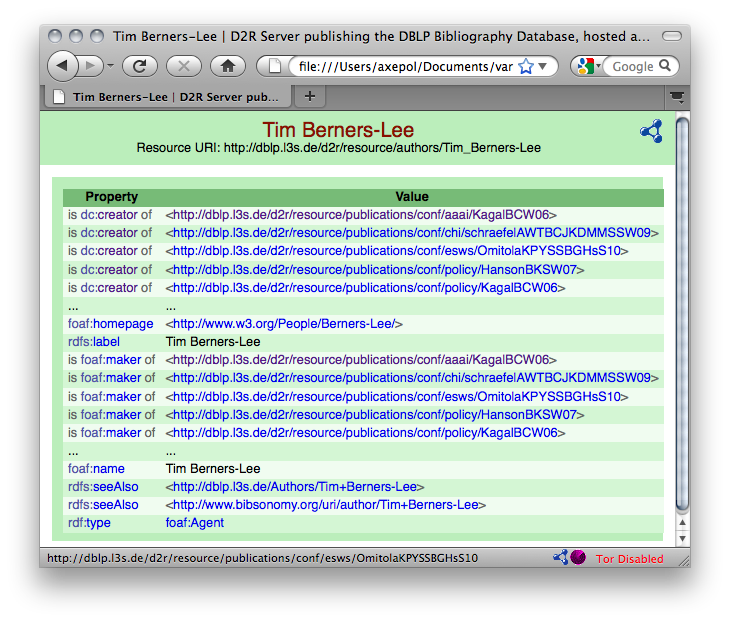 Tim Berners-Lee | D2R Server publishing the DBLP Bibliography Database, hosted a...
file:///Users/axepol/Documents/var
Google
Tim Berners-Lee | D2R Server pub...
Tim Berners-Lee
Resource URI: http://dblp.l3s.de/d2r/resource/authors/Tim_Berners-Lee
Property Value
is dc:creator of <http://dblp.l3s.de/d2r/resource/publications/conf/aaai/KagalBCW06>
is dc:creator of <http://dblp.l3s.de/d2r/resource/publications/conf/chi/schraefelAWTBCJKDMMSSW09>
is dc:creator of <http://dblp.l3s.de/d2r/resource/publications/conf/esws/OmitolaKPYSSBGHsS10>
is dc:creator of <http://dblp.l3s.de/d2r/resource/publications/conf/policy/HansonBKSW07>
is dc:creator of <http://dblp.l3s.de/d2r/resource/publications/conf/policy/KagalBCW06>
... ...
foaf:homepage <http://www.w3.org/People/Berners-Lee/>
rdfs:label Tim Berners-Lee
is foaf:maker of <http://dblp.l3s.de/d2r/resource/publications/conf/aaai/KagalBCW06>
is foaf:maker of <http://dblp.l3s.de/d2r/resource/publications/conf/chi/schraefelAWTBCJKDMMSSW09>
is foaf:maker of <http://dblp.l3s.de/d2r/resource/publications/conf/esws/OmitolaKPYSSBGHsS10>
is foaf:maker of <http://dblp.l3s.de/d2r/resource/publications/conf/policy/HansonBKSW07>
is foaf:maker of <http://dblp.l3s.de/d2r/resource/publications/conf/policy/KagalBCW06>
... ...
foaf:name Tim Berners-Lee
rdfs:seeAlso <http://dblp.l3s.de/Authors/Tim+Berners-Lee>
rdfs:seeAlso <http://www.bibsonomy.org/uri/author/Tim+Berners-Lee>
rdf:type foaf:Agent
http://dblp.l3s.de/d2r/resource/publications/conf/esws/OmitolaKPYSSBGHsS10 Tor Disabled